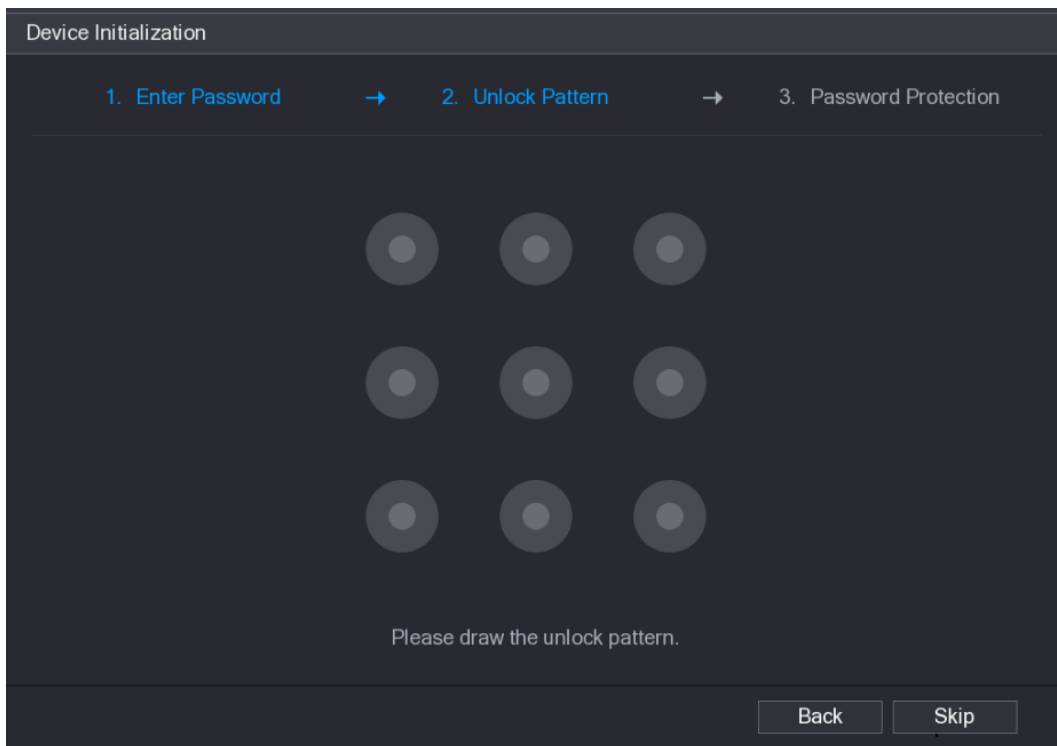 Device Initialization
1. Enter Password → 2. Unlock Pattern → 3. Password Protection
Please draw the unlock pattern.
Back Skip